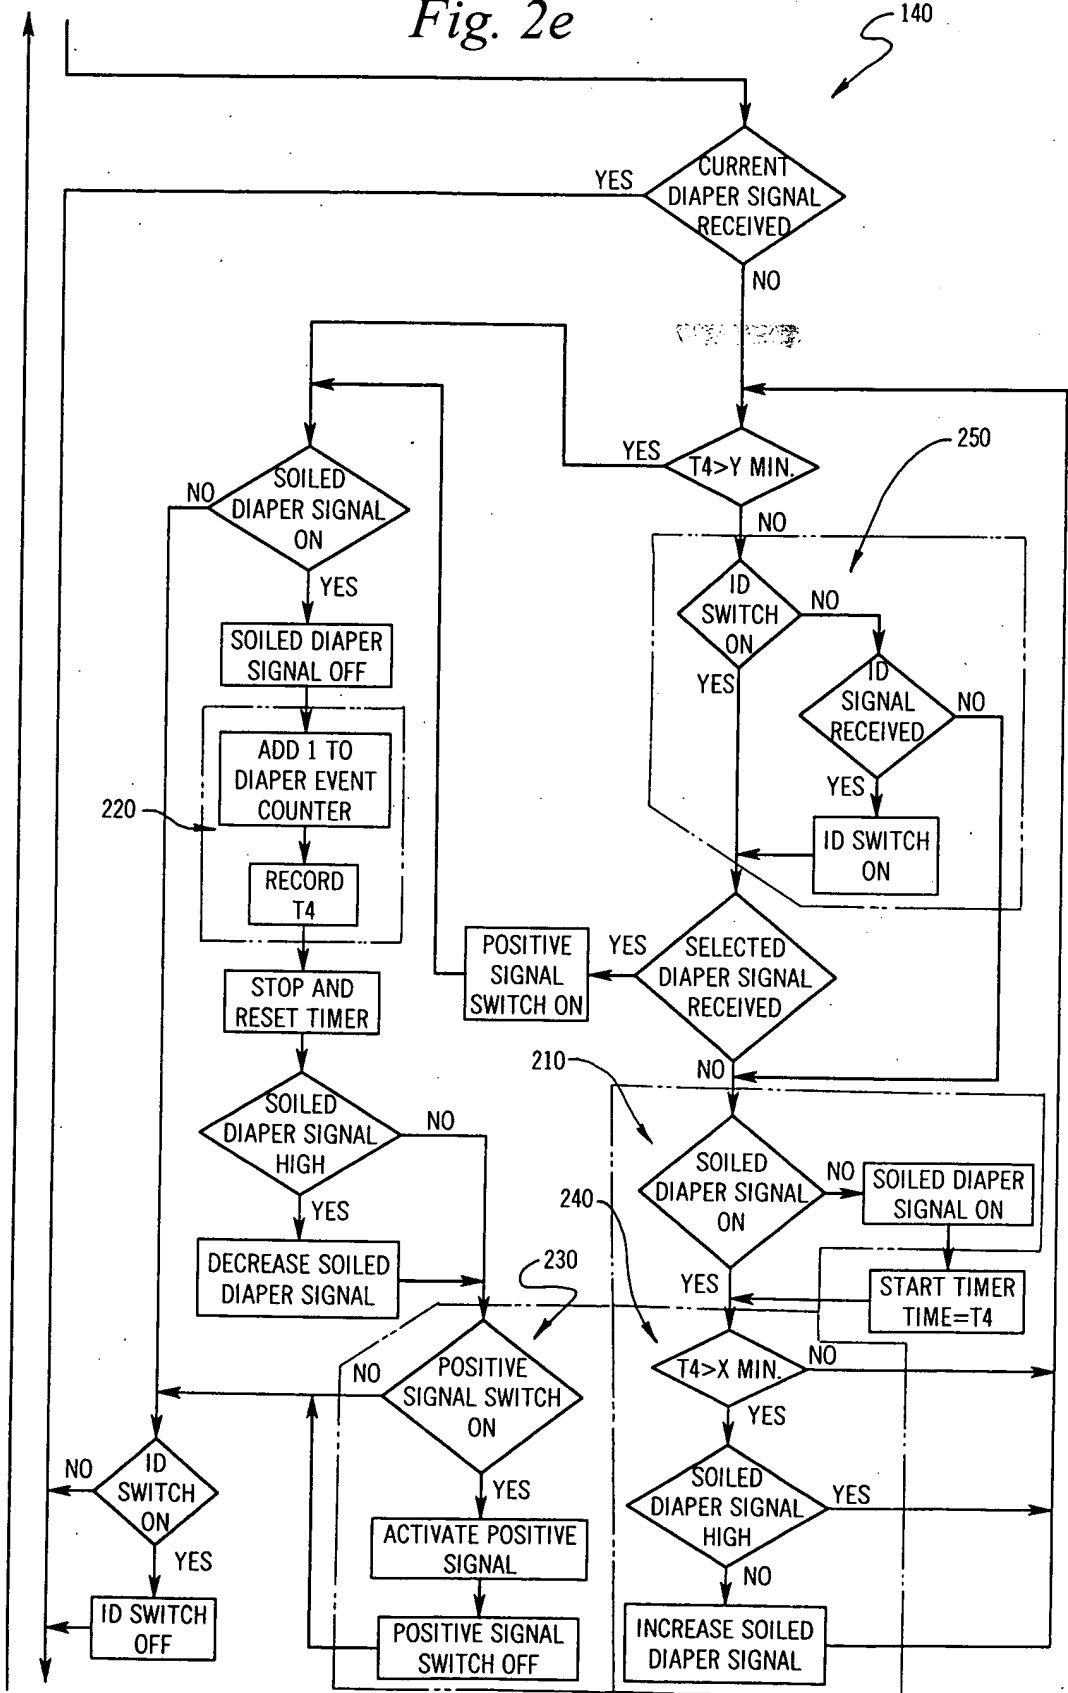 Fig. 2e
140
CURRENT
DIAPER SIGNAL
RECEIVED
YES
NO
T4>Y MIN.
YES
NO
250
SOILED
DIAPER SIGNAL
ON
NO
YES
ID
SWITCH
ON
NO
YES
ID
SIGNAL
RECEIVED
NO
YES
ID SWITCH
ON
SOILED DIAPER
SIGNAL OFF
ADD 1 TO
DIAPER EVENT
COUNTER
220
RECORD
T4
STOP AND
RESET TIMER
POSITIVE
SIGNAL
SWITCH ON
YES
SELECTED
DIAPER SIGNAL
RECEIVED
NO
210
SOILED
DIAPER SIGNAL
HIGH
NO
YES
SOILED
DIAPER SIGNAL
ON
NO
SOILED DIAPER
SIGNAL ON
240
YES
DECREASE SOILED
DIAPER SIGNAL
230
START TIMER
TIME=T4
T4>X MIN.
NO
YES
POSITIVE
SIGNAL SWITCH
ON
NO
YES
ID
SWITCH
ON
NO
YES
SOILED
DIAPER SIGNAL
HIGH
YES
NO
ACTIVATE POSITIVE
SIGNAL
ID SWITCH
OFF
POSITIVE SIGNAL
SWITCH OFF
INCREASE SOILED
DIAPER SIGNAL